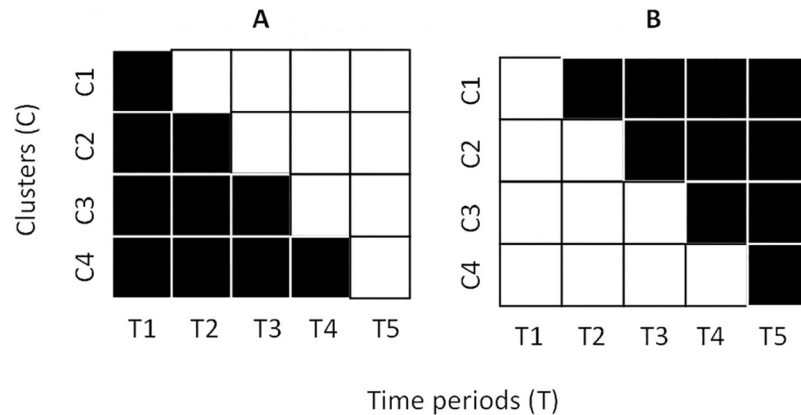 A
B
Clusters (C)
C1
C2
C3
C4
C1
C2
C3
C4
T1 T2 T3 T4 T5
T1 T2 T3 T4 T5
Time periods (T)